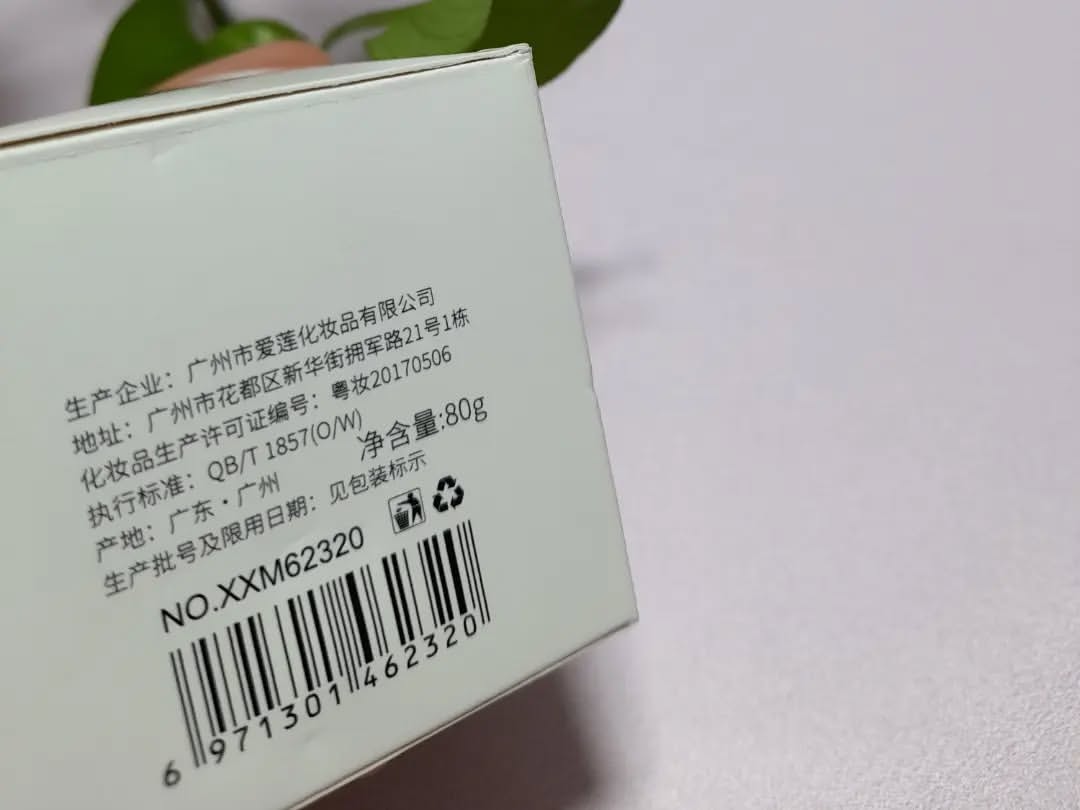 生产企业：广州市爱莲化妆品有限公司
地址：广州市花都区新华街拥军路21号1栋
化妆品生产许可证编号：粤妆20170506
执行标准：QB/T 1857(O/W)
净含量:80g
产地：广东·广州
生产批号及限用日期：见包装标示
NO.XXM62320
6 971301 462320